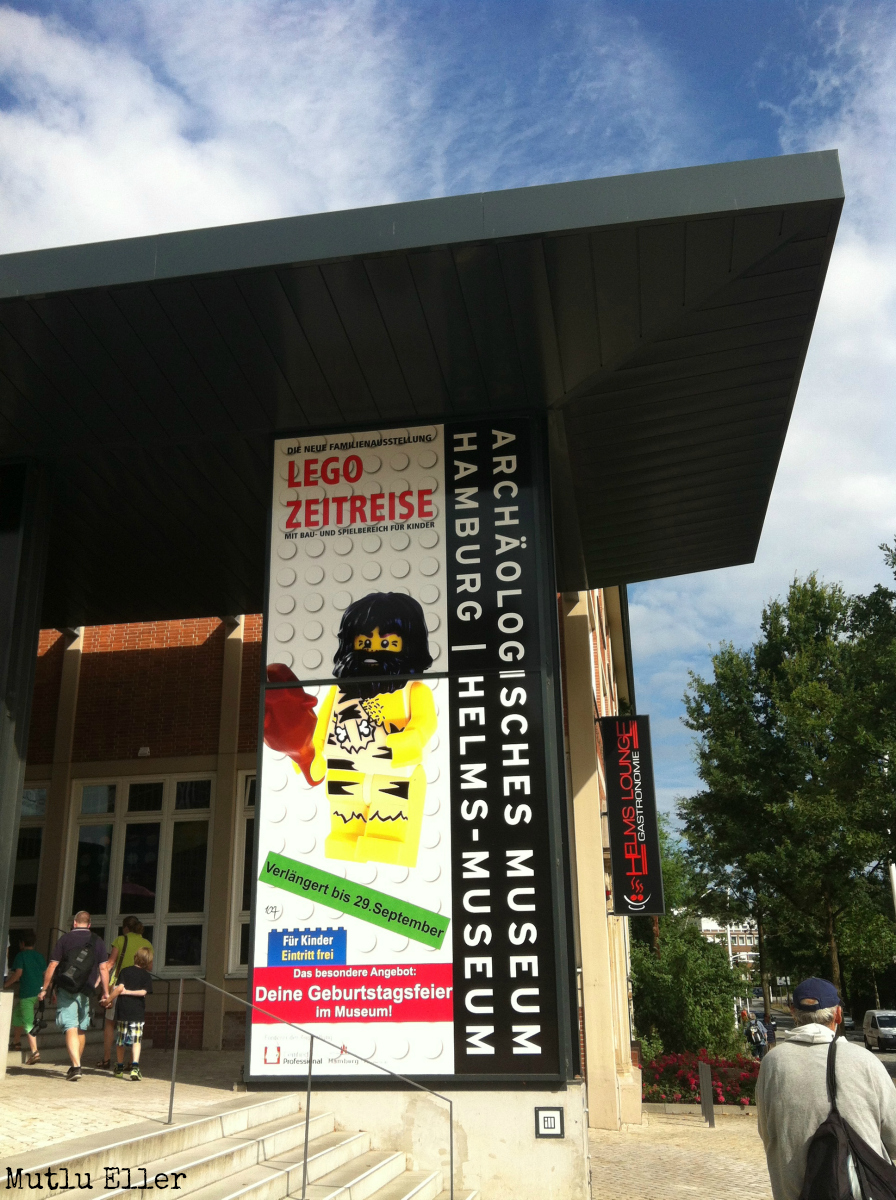 DIE NEUE FAMILIENAUSSTELLUNG
LEGO
ZEITREISE
MIT BAU- UND SPIELBEREICH FÜR KINDER
Verlängert bis 29.September
Für Kinder
Eintritt frei
Das besondere Angebot:
Deine Geburtstagsfeier
im Museum!
Professional
ARCHÄOLOGISCHES MUSEUM
HAMBURG | HELMS-MUSEUM
HELMS LOUNGE
GASTRONOMIE
Mutlu Eller